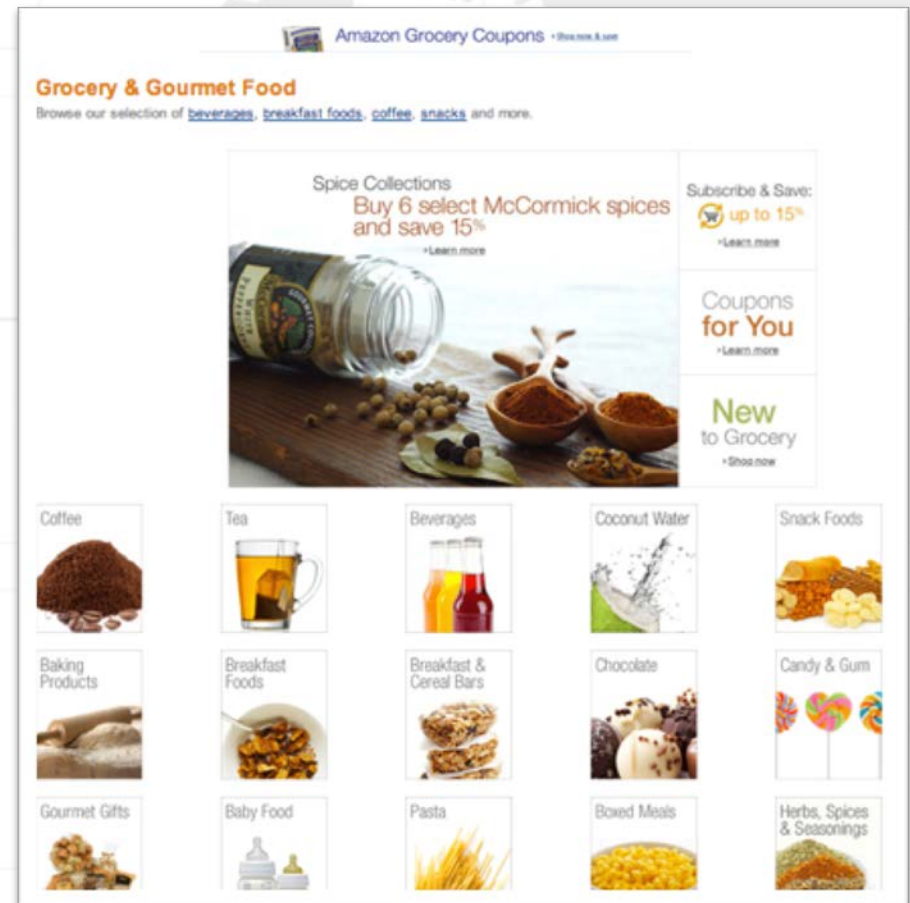 Amazon Grocery Coupons › Shop now & save
Grocery & Gourmet Food
Browse our selection of beverages, breakfast foods, coffee, snacks and more.
Spice Collections
Buy 6 select McCormick spices
and save 15%
› Learn more
Subscribe & Save:
up to 15%
› Learn more
Coupons
for You
› Learn more
New
to Grocery
› Shop now
Coffee
Tea
Beverages
Coconut Water
Snack Foods
Baking
Products
Breakfast
Foods
Breakfast &
Cereal Bars
Chocolate
Candy & Gum
Gourmet Gifts
Baby Food
Pasta
Boxed Meals
Herbs, Spices
& Seasonings